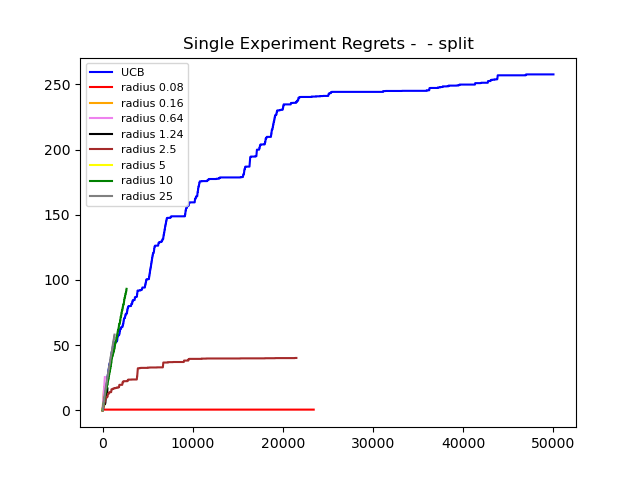 Single Experiment Regrets -  - split
UCB
radius 0.08
radius 0.16
radius 0.64
radius 1.24
radius 2.5
radius 5
radius 10
radius 25
250
200
150
100
50
0
0 10000 20000 30000 40000 50000